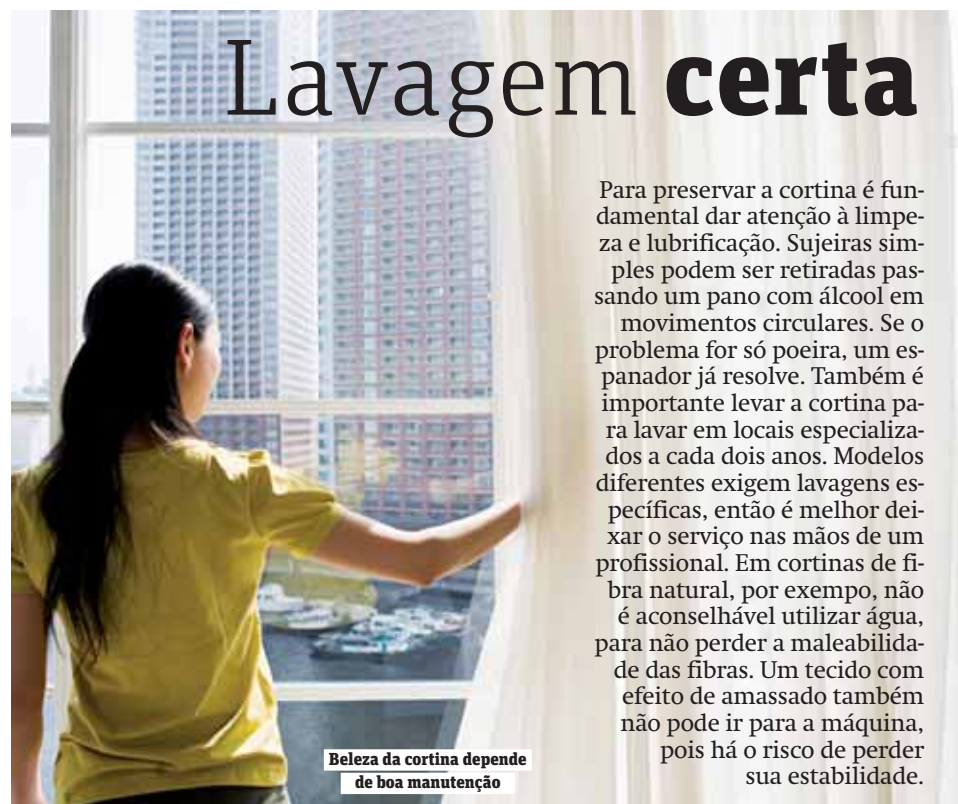 Lavagem certa
Para preservar a cortina é fun-
damental dar atenção à limpe-
za e lubrificação. Sujeiras sim-
ples podem ser retiradas pas-
sando um pano com álcool em
movimentos circulares. Se o
problema for só poeira, um es-
panador já resolve. Também é
importante levar a cortina pa-
ra lavar em locais especializa-
dos a cada dois anos. Modelos
diferentes exigem lavagens es-
pecíficas, então é melhor dei-
xar o serviço nas mãos de um
profissional. Em cortinas de fi-
bra natural, por exempo, não
é aconselhável utilizar água,
para não perder a maleabilida-
de das fibras. Um tecido com
efeito de amassado também
não pode ir para a máquina,
pois há o risco de perder
sua estabilidade.
Beleza da cortina depende
de boa manutenção